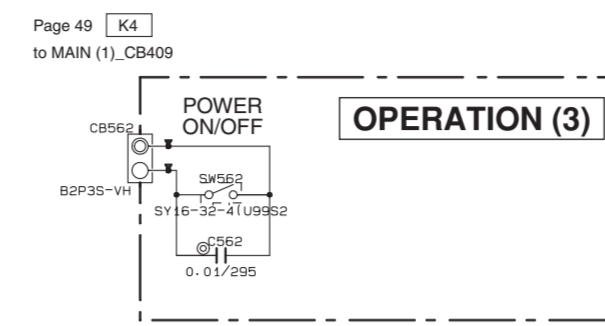 Page 49 K4
to MAIN (1)_CB409
POWER
ON/OFF
OPERATION (3)
CB562
B2P3S-VH
SW562
SY16-32-4(U99S2
C562
0.01/295